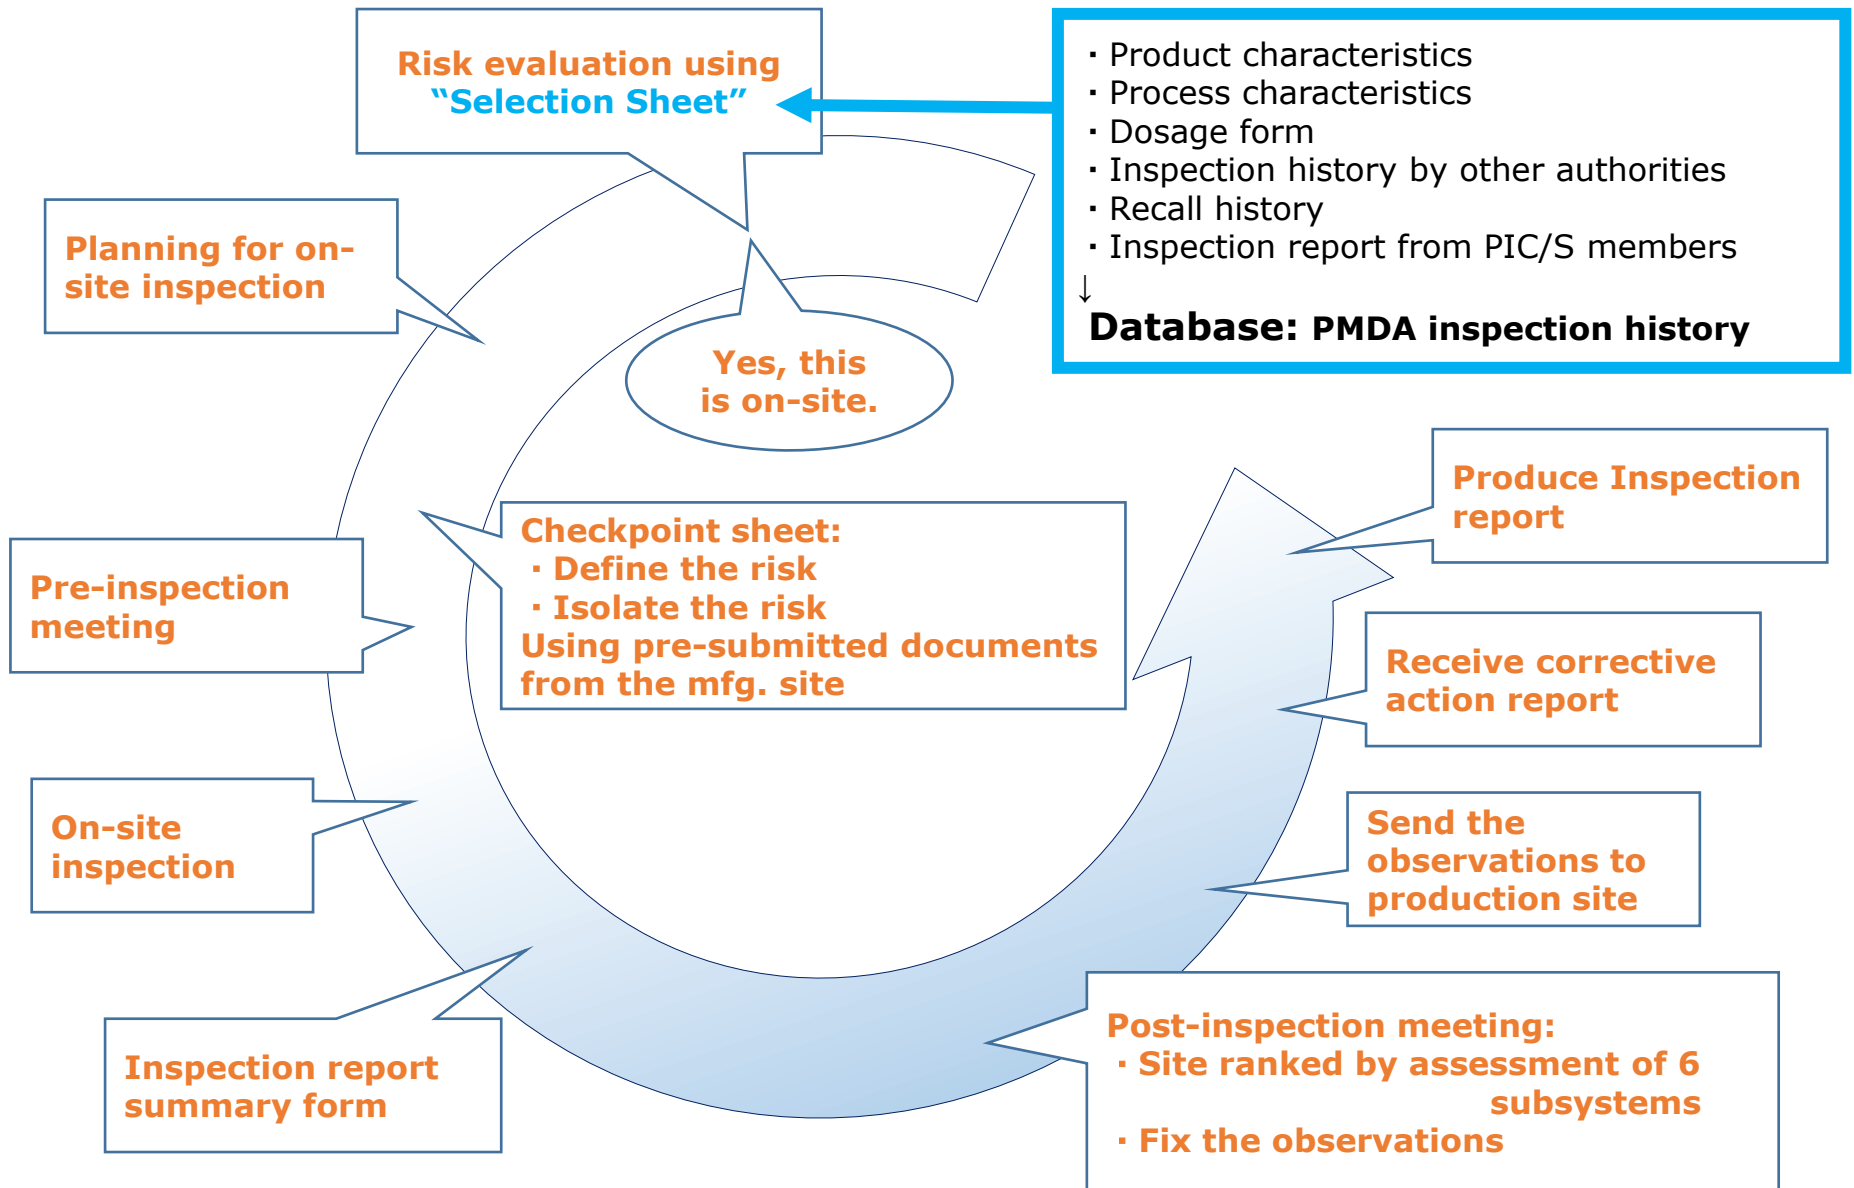 Risk evaluation using
“Selection Sheet”
· Product characteristics
· Process characteristics
· Dosage form
· Inspection history by other authorities
· Recall history
· Inspection report from PIC/S members
↓
Database: PMDA inspection history
Planning for on-
site inspection
Yes, this
is on-site.
Checkpoint sheet:
· Define the risk
· Isolate the risk
Using pre-submitted documents
from the mfg. site
Pre-inspection
meeting
On-site
inspection
Inspection report
summary form
Post-inspection meeting:
· Site ranked by assessment of 6
subsystems
· Fix the observations
Send the
observations to
production site
Receive corrective
action report
Produce Inspection
report